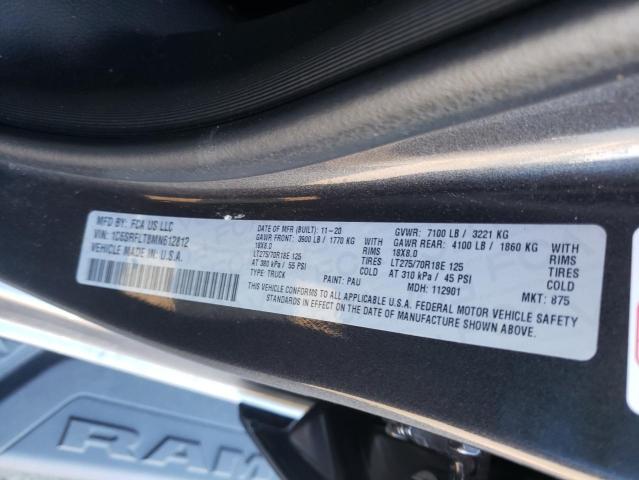 MFD BY: FCA US LLC
VIN: 1C6SRFLT8MN612812
VEHICLE MADE IN: U.S.A.
DATE OF MFR (BUILT): 11-20
GAWR FRONT: 3900 LB / 1770 KG WITH
18X8.0 RIMS
LT275/70R18E 125 TIRES
AT 380 kPa / 55 PSI COLD
TYPE: TRUCK PAINT: PAU
GVWR: 7100 LB / 3221 KG
GAWR REAR: 4100 LB / 1860 KG WITH
18X8.0 RIMS
LT275/70R18E 125 TIRES
AT 310 kPa / 45 PSI COLD
MDH: 112901 MKT: 875
THIS VEHICLE CONFORMS TO ALL APPLICABLE U.S.A. FEDERAL MOTOR VEHICLE SAFETY
STANDARDS IN EFFECT ON THE DATE OF MANUFACTURE SHOWN ABOVE.
RAM